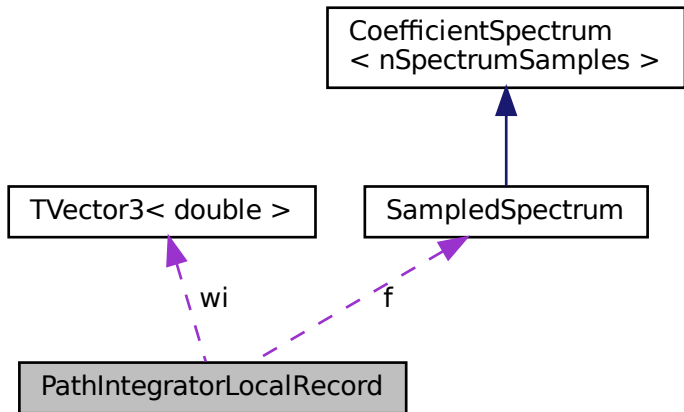 CoefficientSpectrum
< nSpectrumSamples >
TVector3< double >
SampledSpectrum
wi
f
PathIntegratorLocalRecord